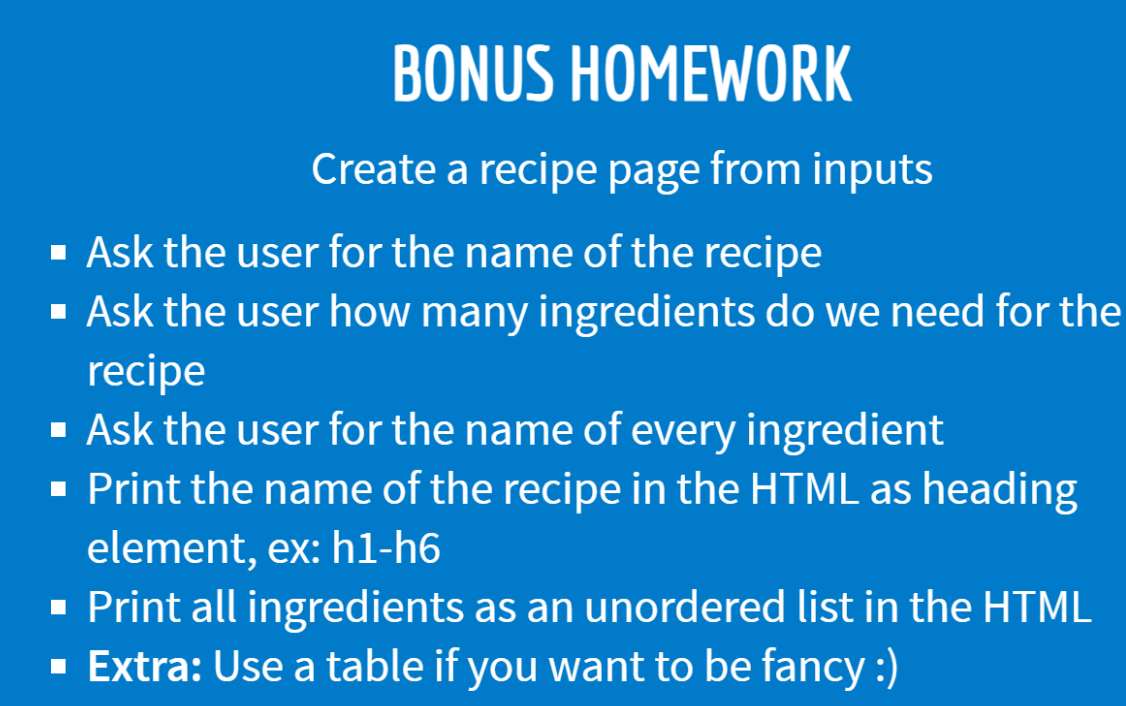 BONUS HOMEWORK
Create a recipe page from inputs
▪ Ask the user for the name of the recipe
▪ Ask the user how many ingredients do we need for the
recipe
▪ Ask the user for the name of every ingredient
▪ Print the name of the recipe in the HTML as heading
element, ex: h1-h6
▪ Print all ingredients as an unordered list in the HTML
▪ Extra: Use a table if you want to be fancy :)